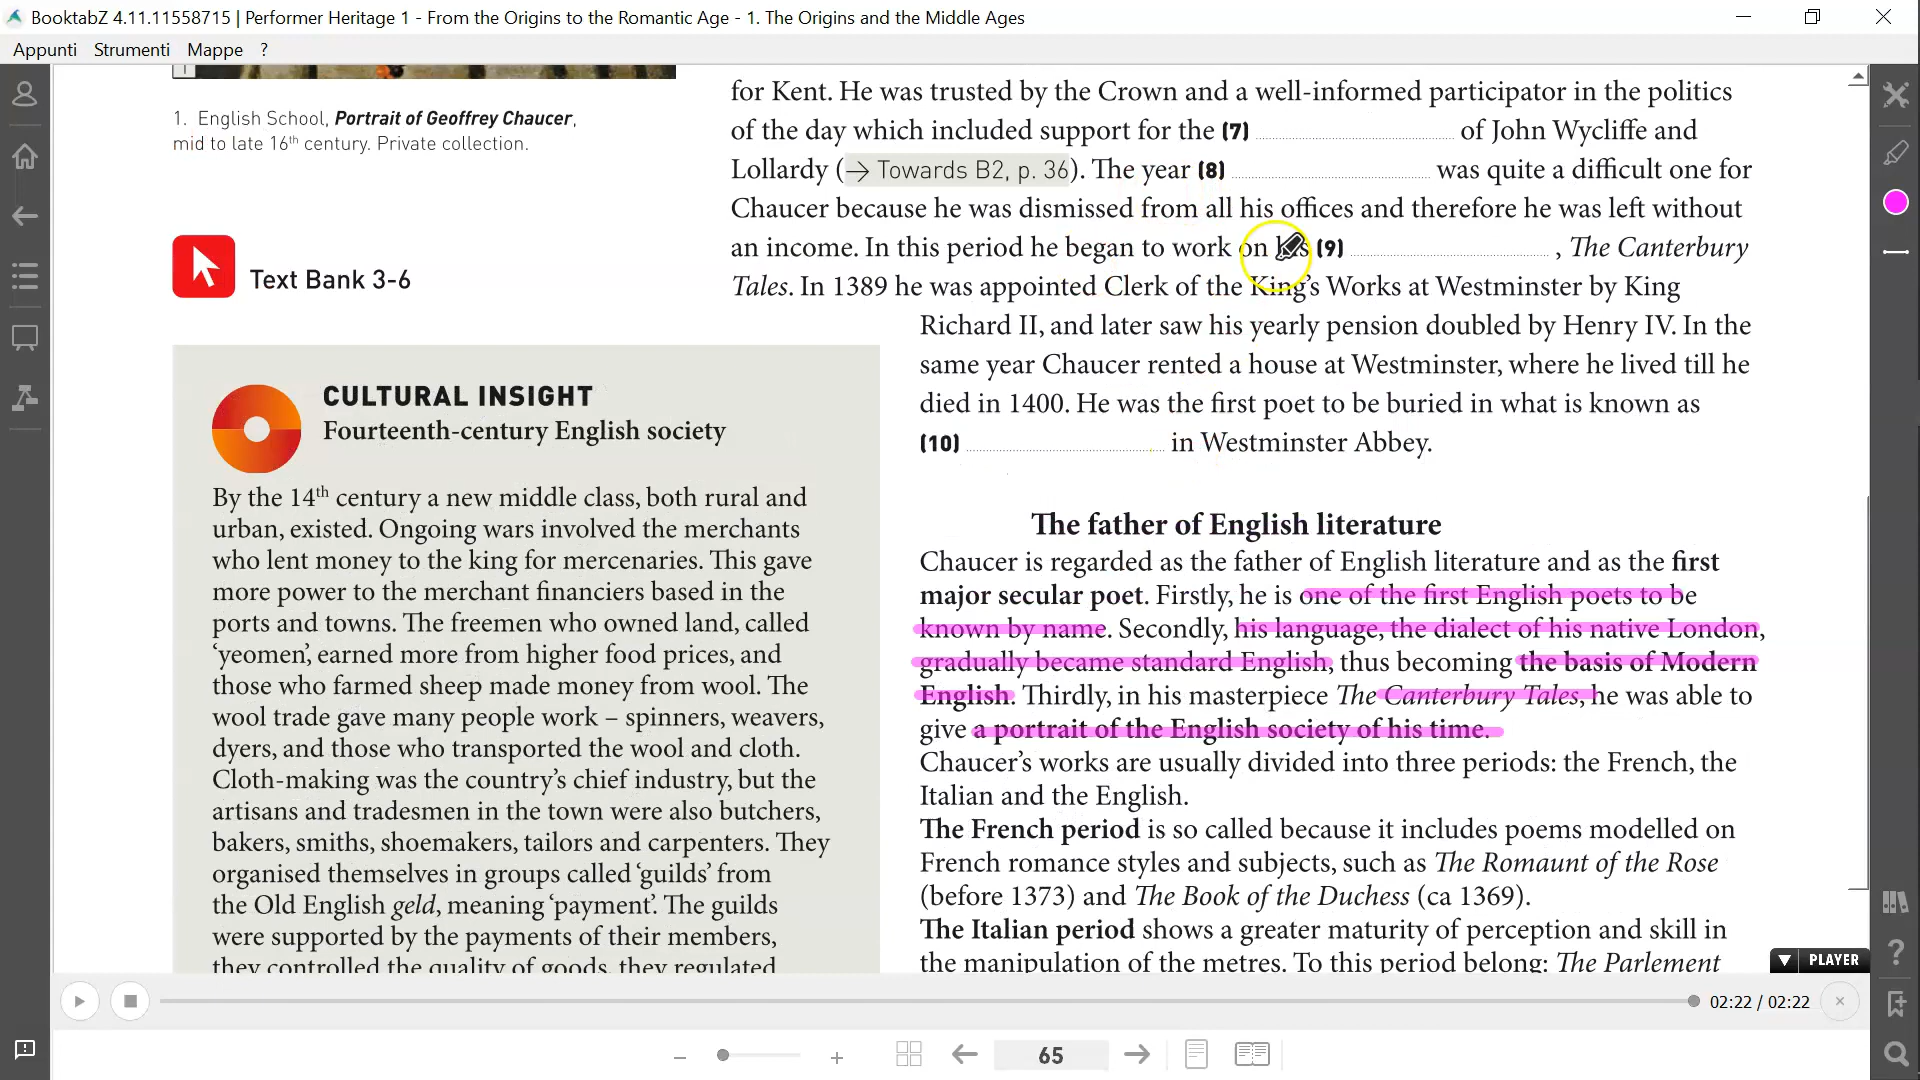 BooktabZ 4.11.11558715 | Performer Heritage 1 - From the Origins to the Romantic Age - 1. The Origins and the Middle Ages
Appunti Strumenti Mappe ?
1. English School, Portrait of Geoffrey Chaucer,
mid to late 16th century. Private collection.
Text Bank 3-6
for Kent. He was trusted by the Crown and a well-informed participator in the politics
of the day which included support for the (7) of John Wycliffe and
Lollardy (→ Towards B2, p. 36). The year (8) was quite a difficult one for
Chaucer because he was dismissed from all his offices and therefore he was left without
an income. In this period he began to work on his (9) , The Canterbury
Tales. In 1389 he was appointed Clerk of the King's Works at Westminster by King
Richard II, and later saw his yearly pension doubled by Henry IV. In the
same year Chaucer rented a house at Westminster, where he lived till he
died in 1400. He was the first poet to be buried in what is known as
(10) in Westminster Abbey.
CULTURAL INSIGHT
Fourteenth-century English society
By the 14th century a new middle class, both rural and
urban, existed. Ongoing wars involved the merchants
who lent money to the king for mercenaries. This gave
more power to the merchant financiers based in the
ports and towns. The freemen who owned land, called
‘yeomen’, earned more from higher food prices, and
those who farmed sheep made money from wool. The
wool trade gave many people work – spinners, weavers,
dyers, and those who transported the wool and cloth.
Cloth-making was the country’s chief industry, but the
artisans and tradesmen in the town were also butchers,
bakers, smiths, shoemakers, tailors and carpenters. They
organised themselves in groups called ‘guilds’ from
the Old English geld, meaning ‘payment’. The guilds
were supported by the payments of their members,
they controlled the quality of goods, they regulated
The father of English literature
Chaucer is regarded as the father of English literature and as the first
major secular poet. Firstly, he is one of the first English poets to be
known by name. Secondly, his language, the dialect of his native London,
gradually became standard English, thus becoming the basis of Modern
English. Thirdly, in his masterpiece The Canterbury Tales, he was able to
give a portrait of the English society of his time.
Chaucer’s works are usually divided into three periods: the French, the
Italian and the English.
The French period is so called because it includes poems modelled on
French romance styles and subjects, such as The Romaunt of the Rose
(before 1373) and The Book of the Duchess (ca 1369).
The Italian period shows a greater maturity of perception and skill in
the manipulation of the metres. To this period belong: The Parlement
PLAYER
02:22 / 02:22
65